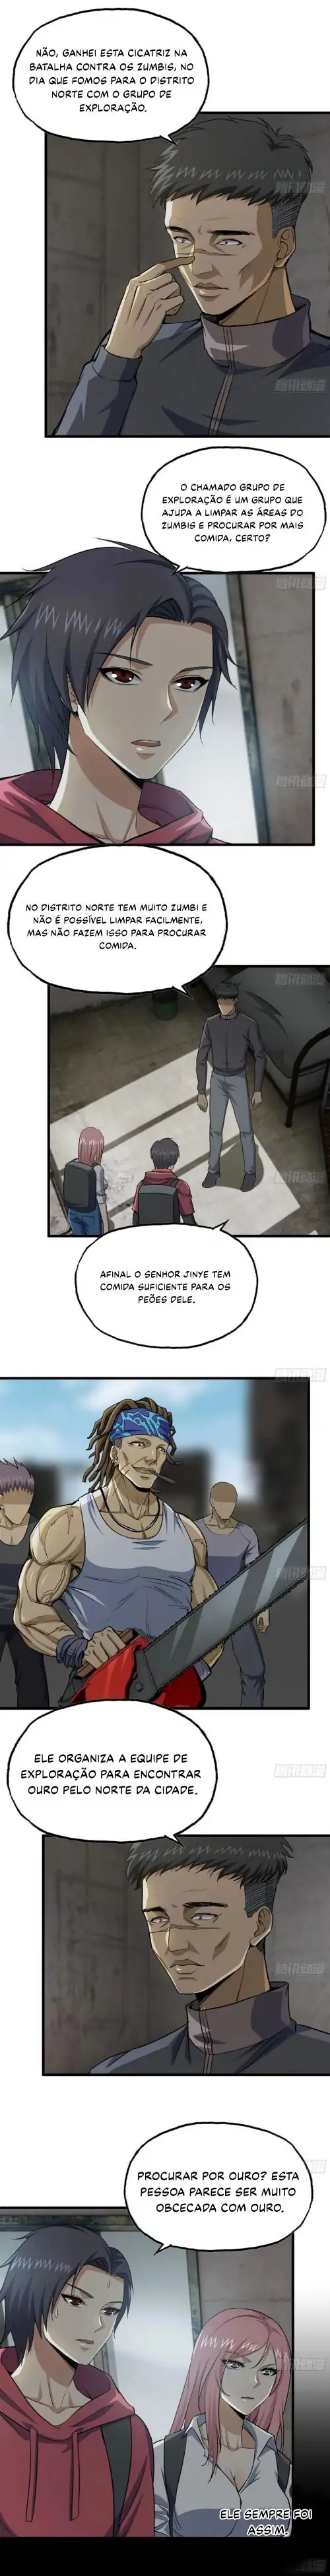 NÃO, GANHEI ESTA CICATRIZ NA
BATALHA CONTRA OS ZUMBIS, NO
DIA QUE FOMOS PARA O DISTRITO
NORTE COM O GRUPO DE
EXPLORAÇÃO.
O CHAMADO GRUPO DE
EXPLORAÇÃO É UM GRUPO QUE
AJUDA A LIMPAR AS ÁREAS DO
ZUMBIS E PROCURAR POR MAIS
COMIDA, CERTO?
NO DISTRITO NORTE TEM MUITO ZUMBI E
NÃO É POSSÍVEL LIMPAR FACILMENTE,
MAS NÃO FAZEM ISSO PARA PROCURAR
COMIDA.
AFINAL O SENHOR JINYE TEM
COMIDA SUFICIENTE PARA OS
PEÕES DELE.
ELE ORGANIZA A EQUIPE DE
EXPLORAÇÃO PARA ENCONTRAR
OURO PELO NORTE DA CIDADE.
PROCURAR POR OURO? ESTA
PESSOA PARECE SER MUITO
OBCECADA COM OURO.
ELE SEMPRE FOI
ASSIM.